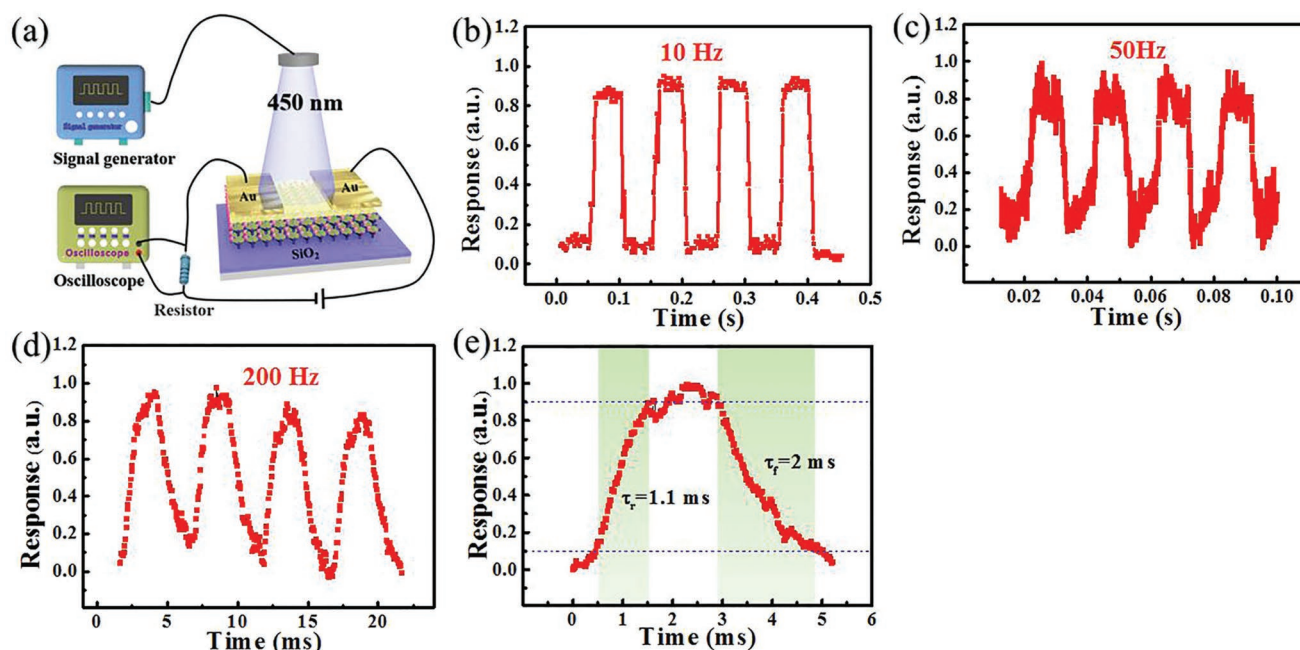 (a)
450 nm
Signal generator
Signal generator
Au
Au
SiO2
Oscilloscope
Oscilloscope
Resistor
(b)
10 Hz
Response (a.u.)
1.2
1.0
0.8
0.6
0.4
0.2
0.0
0.0 0.1 0.2 0.3 0.4 0.5
Time (s)
(c)
50Hz
Response (a.u.)
1.2
1.0
0.8
0.6
0.4
0.2
0.0
0.02 0.04 0.06 0.08 0.10
Time (s)
(d)
200 Hz
Response (a.u.)
1.2
1.0
0.8
0.6
0.4
0.2
0.0
0 5 10 15 20
Time (ms)
(e)
Response (a.u.)
1.2
1.0
0.8
0.6
0.4
0.2
0.0
τr=1.1 ms
τf=2 ms
0 1 2 3 4 5 6
Time (ms)